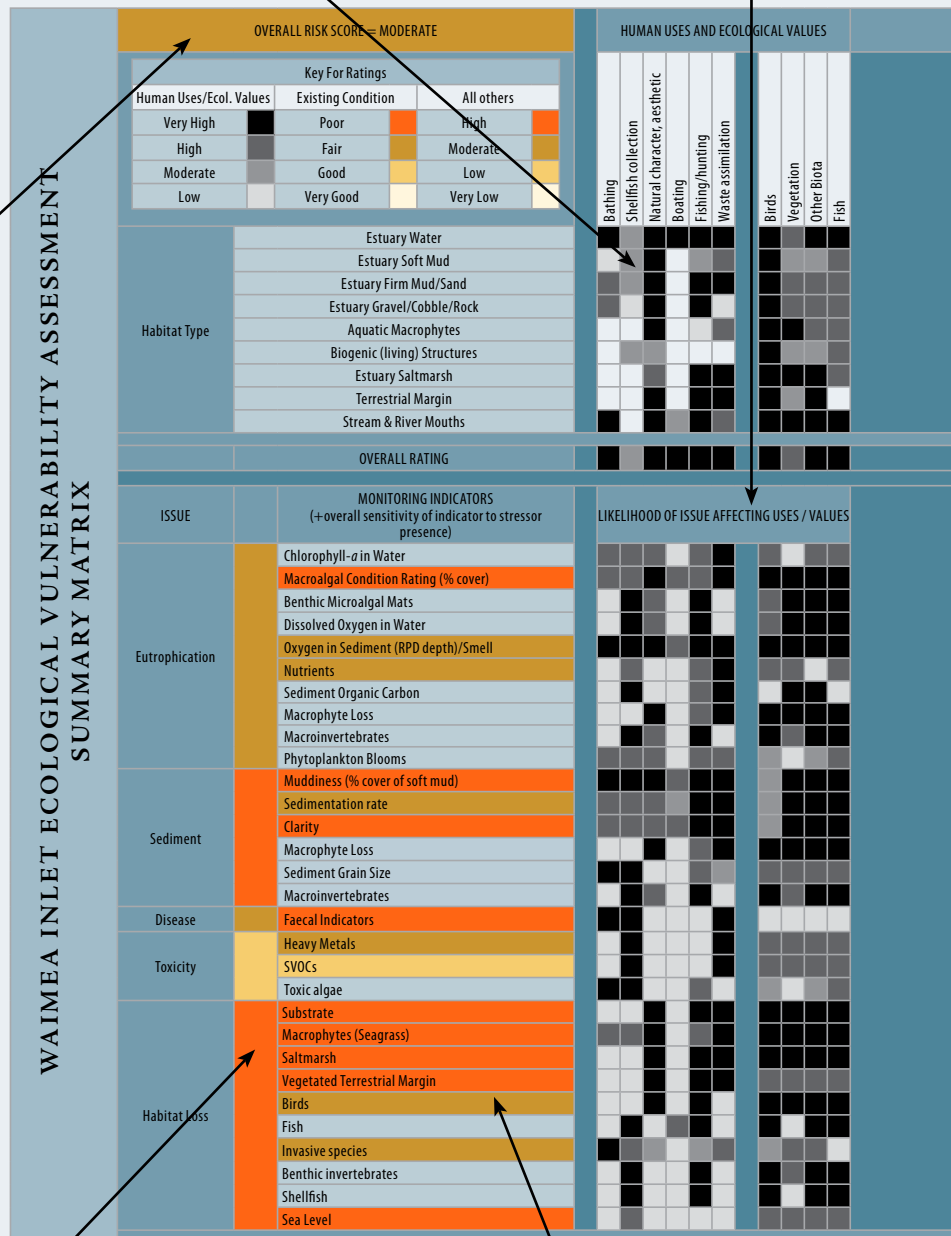 WAIMEA INLET ECOLOGICAL VULNERABILITY ASSESSMENT
SUMMARY MATRIX
OVERALL RISK SCORE = MODERATE
HUMAN USES AND ECOLOGICAL VALUES
Key For Ratings
Human Uses/Ecol. Values Existing Condition All others
Very High Poor High
High Fair Moderate
Moderate Good Low
Low Very Good Very Low
Bathing
Shellfish collection
Natural character, aesthetic
Boating
Fishing/hunting
Waste assimilation
Birds
Vegetation
Other Biota
Fish
Habitat Type
Estuary Water
Estuary Soft Mud
Estuary Firm Mud/Sand
Estuary Gravel/Cobble/Rock
Aquatic Macrophytes
Biogenic (living) Structures
Estuary Saltmarsh
Terrestrial Margin
Stream & River Mouths
OVERALL RATING
ISSUE
MONITORING INDICATORS
(+overall sensitivity of indicator to stressor
presence)
LIKELIHOOD OF ISSUE AFFECTING USES / VALUES
Eutrophication
Chlorophyll-a in Water
Macroalgal Condition Rating (% cover)
Benthic Microalgal Mats
Dissolved Oxygen in Water
Oxygen in Sediment (RPD depth)/Smell
Nutrients
Sediment Organic Carbon
Macrophyte Loss
Macroinvertebrates
Phytoplankton Blooms
Sediment
Muddiness (% cover of soft mud)
Sedimentation rate
Clarity
Macrophyte Loss
Sediment Grain Size
Macroinvertebrates
Disease
Faecal Indicators
Toxicity
Heavy Metals
SVOCs
Toxic algae
Habitat Loss
Substrate
Macrophytes (Seagrass)
Saltmarsh
Vegetated Terrestrial Margin
Birds
Fish
Invasive species
Benthic invertebrates
Shellfish
Sea Level